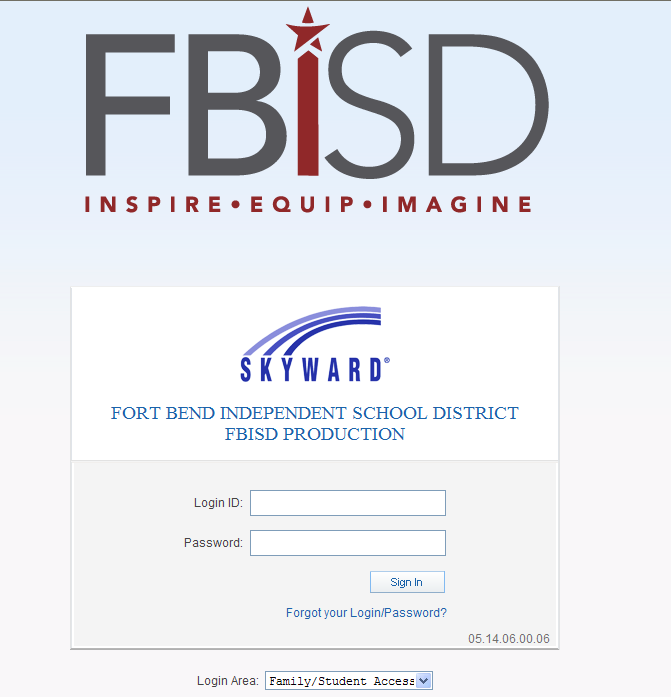 FBISD
INSPIRE • EQUIP • IMAGINE
SKYWARD®
FORT BEND INDEPENDENT SCHOOL DISTRICT
FBISD PRODUCTION
Login ID:
Password:
Sign In
Forgot your Login/Password?
05.14.06.00.06
Login Area: Family/Student Access